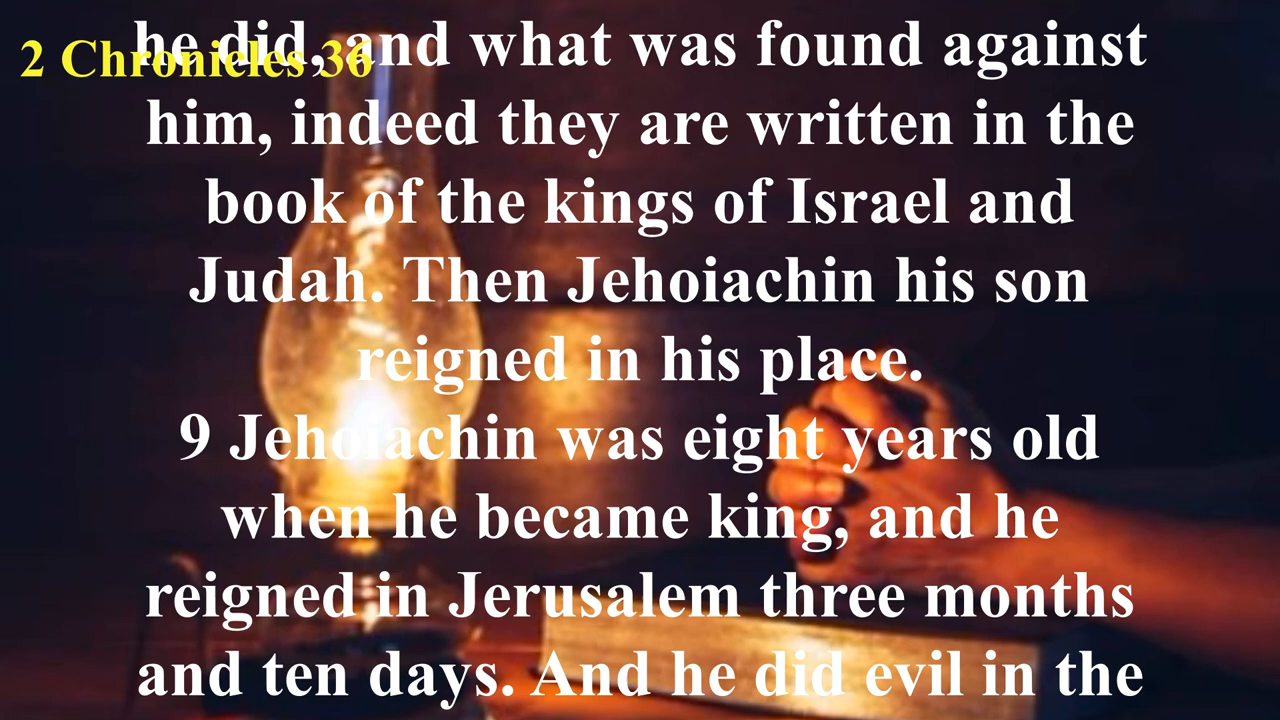 2 Chronicles 36
he did, and what was found against
him, indeed they are written in the
book of the kings of Israel and
Judah. Then Jehoiachin his son
reigned in his place.
9 Jehoiachin was eight years old
when he became king, and he
reigned in Jerusalem three months
and ten days. And he did evil in the